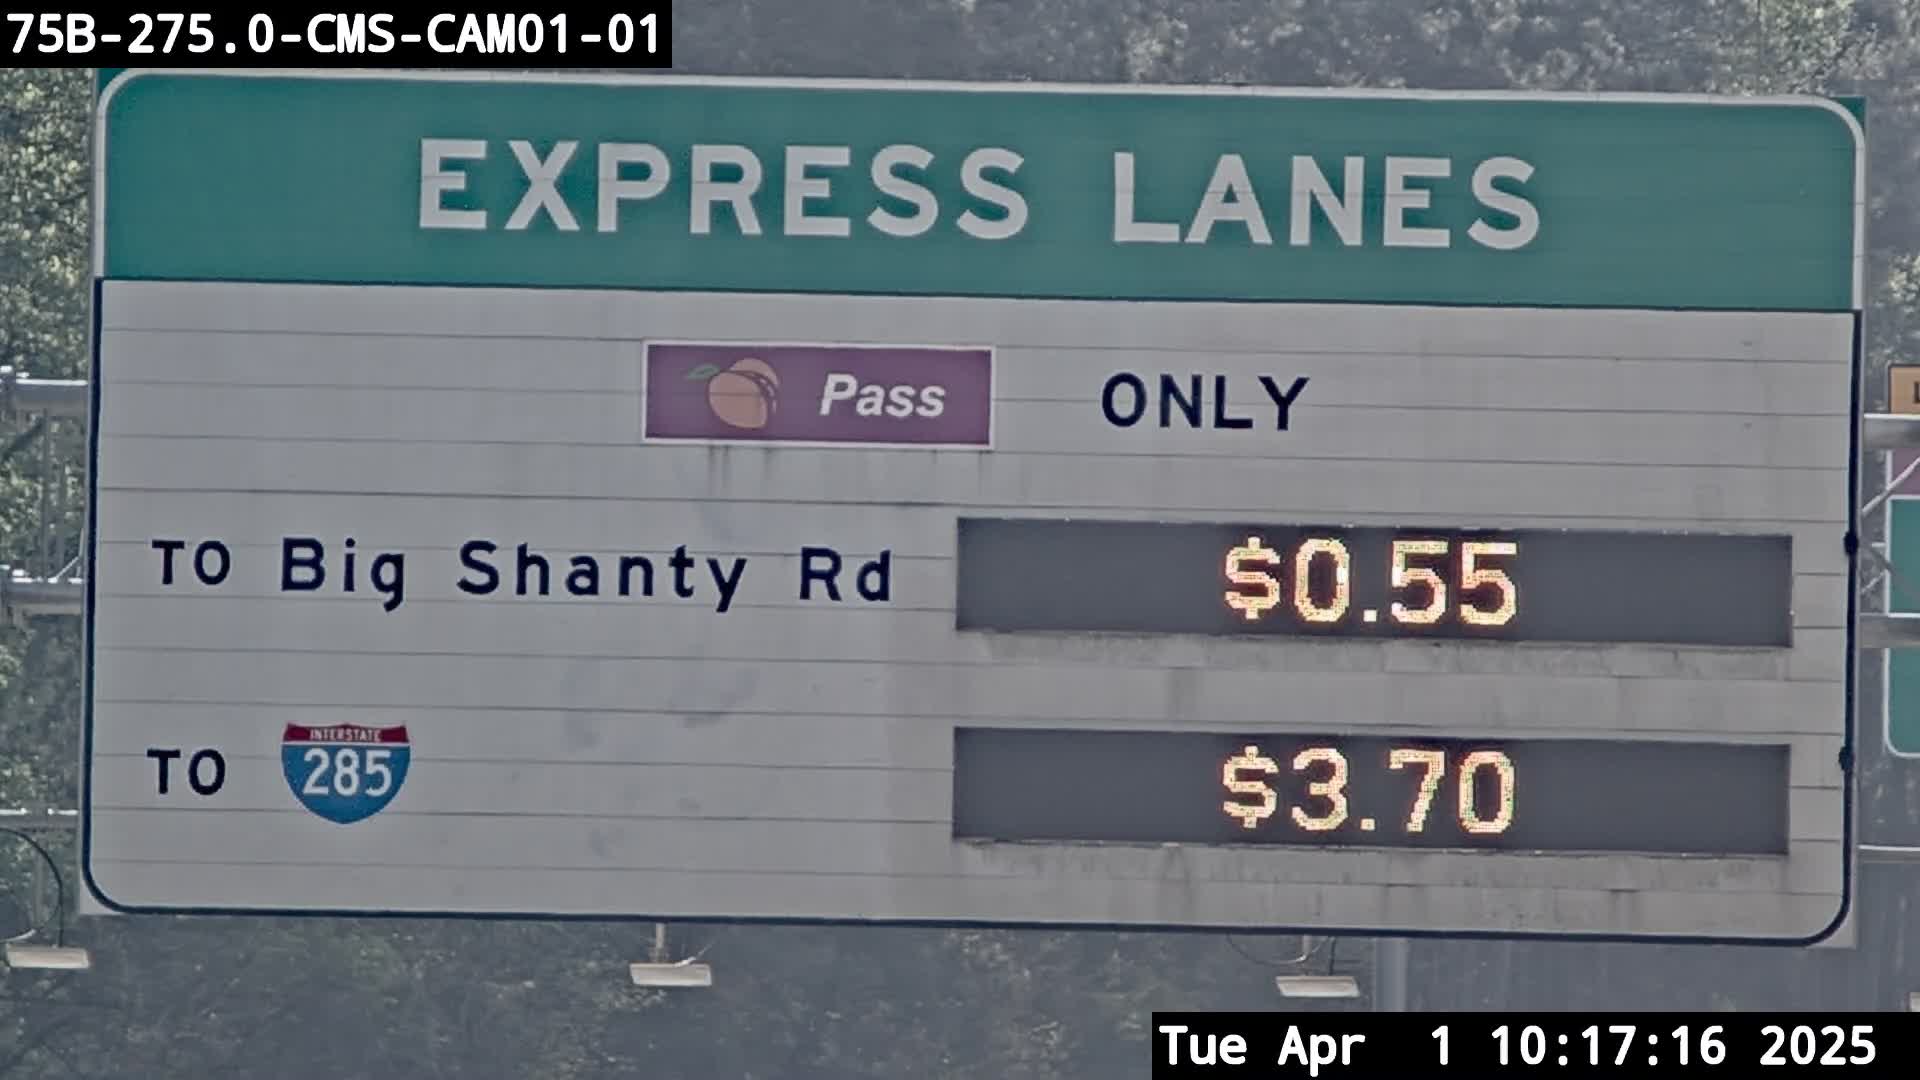 75B-275.0-CMS-CAM01-01
EXPRESS LANES
Pass ONLY
TO Big Shanty Rd $0.55
TO INTERSTATE 285 $3.70
Tue Apr 1 10:17:16 2025